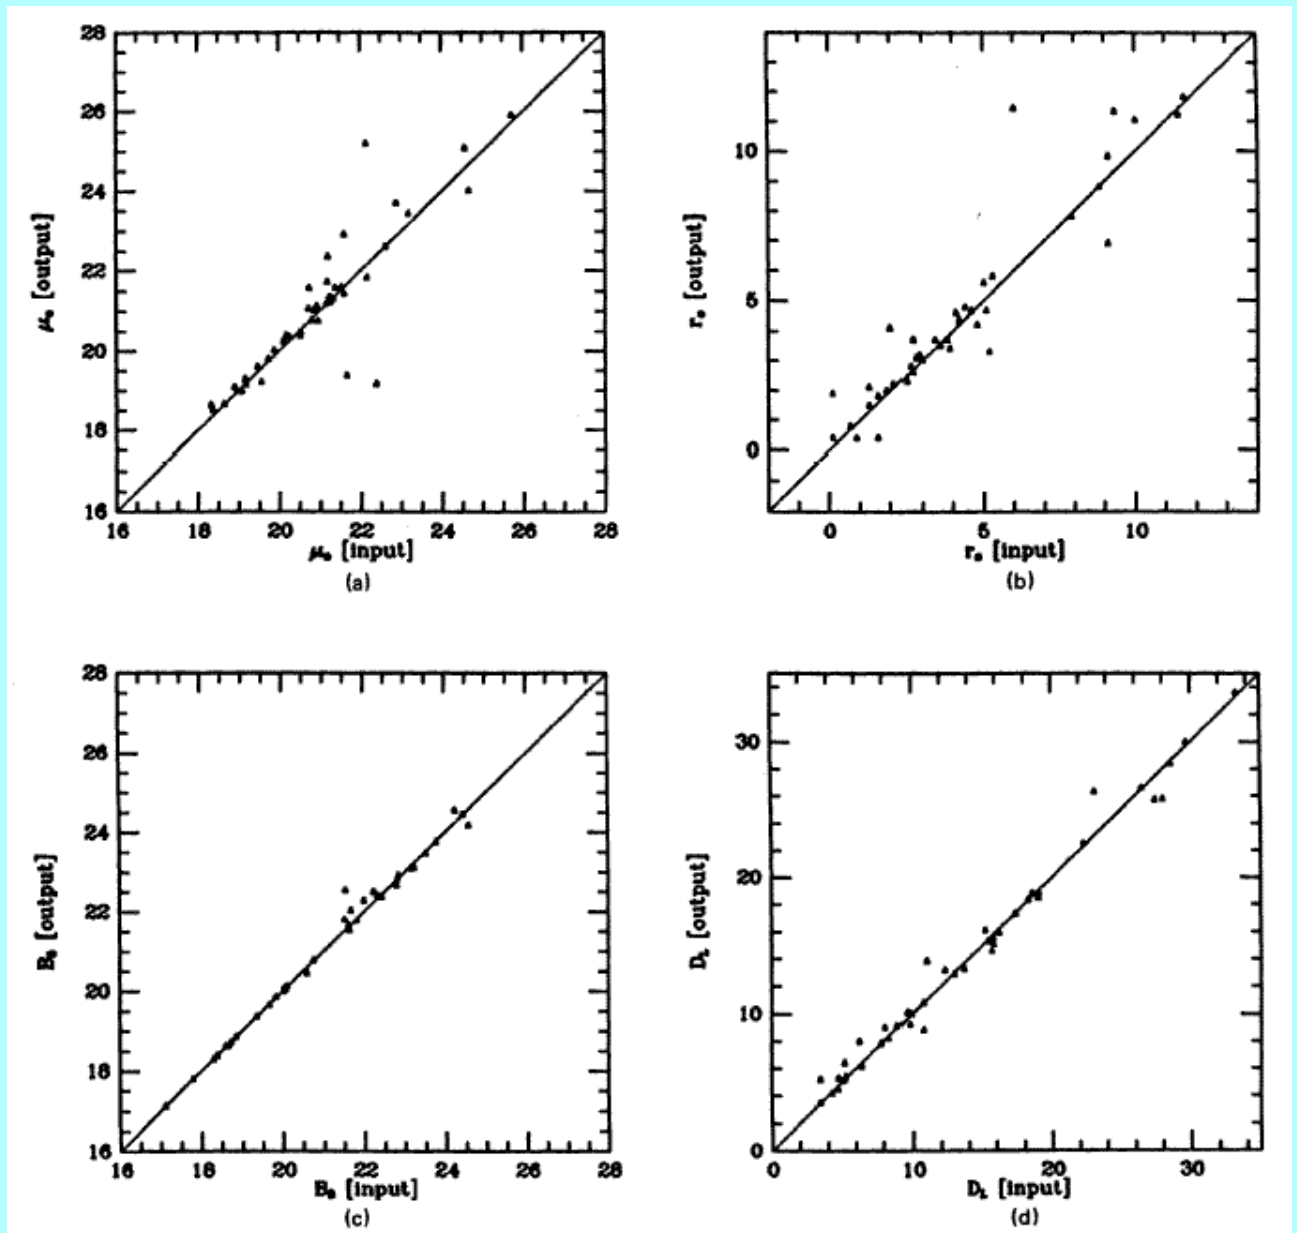 28
26
24
22
20
18
16
μ₀ [output]
16 18 20 22 24 26 28
μ₀ [input]
(a)
10
5
0
r₀ [output]
0 5 10
r₀ [input]
(b)
28
26
24
22
20
18
16
B₀ [output]
16 18 20 22 24 26 28
B₀ [input]
(c)
30
20
10
0
D_L [output]
0 10 20 30
D_L [input]
(d)